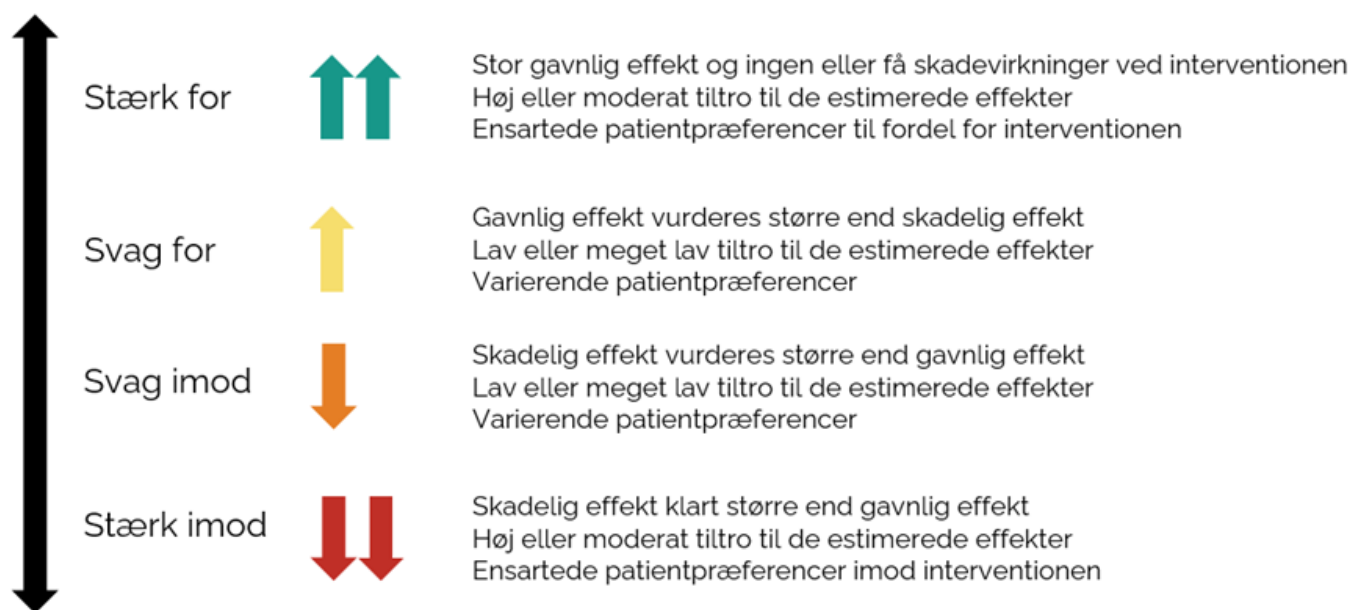 Stærk for
Stor gavnlig effekt og ingen eller få skadevirkninger ved interventionen
Høj eller moderat tiltro til de estimerede effekter
Ensartede patientpræferencer til fordel for interventionen
Svag for
Gavnlig effekt vurderes større end skadelig effekt
Lav eller meget lav tiltro til de estimerede effekter
Varierende patientpræferencer
Svag imod
Skadelig effekt vurderes større end gavnlig effekt
Lav eller meget lav tiltro til de estimerede effekter
Varierende patientpræferencer
Stærk imod
Skadelig effekt klart større end gavnlig effekt
Høj eller moderat tiltro til de estimerede effekter
Ensartede patientpræferencer imod interventionen